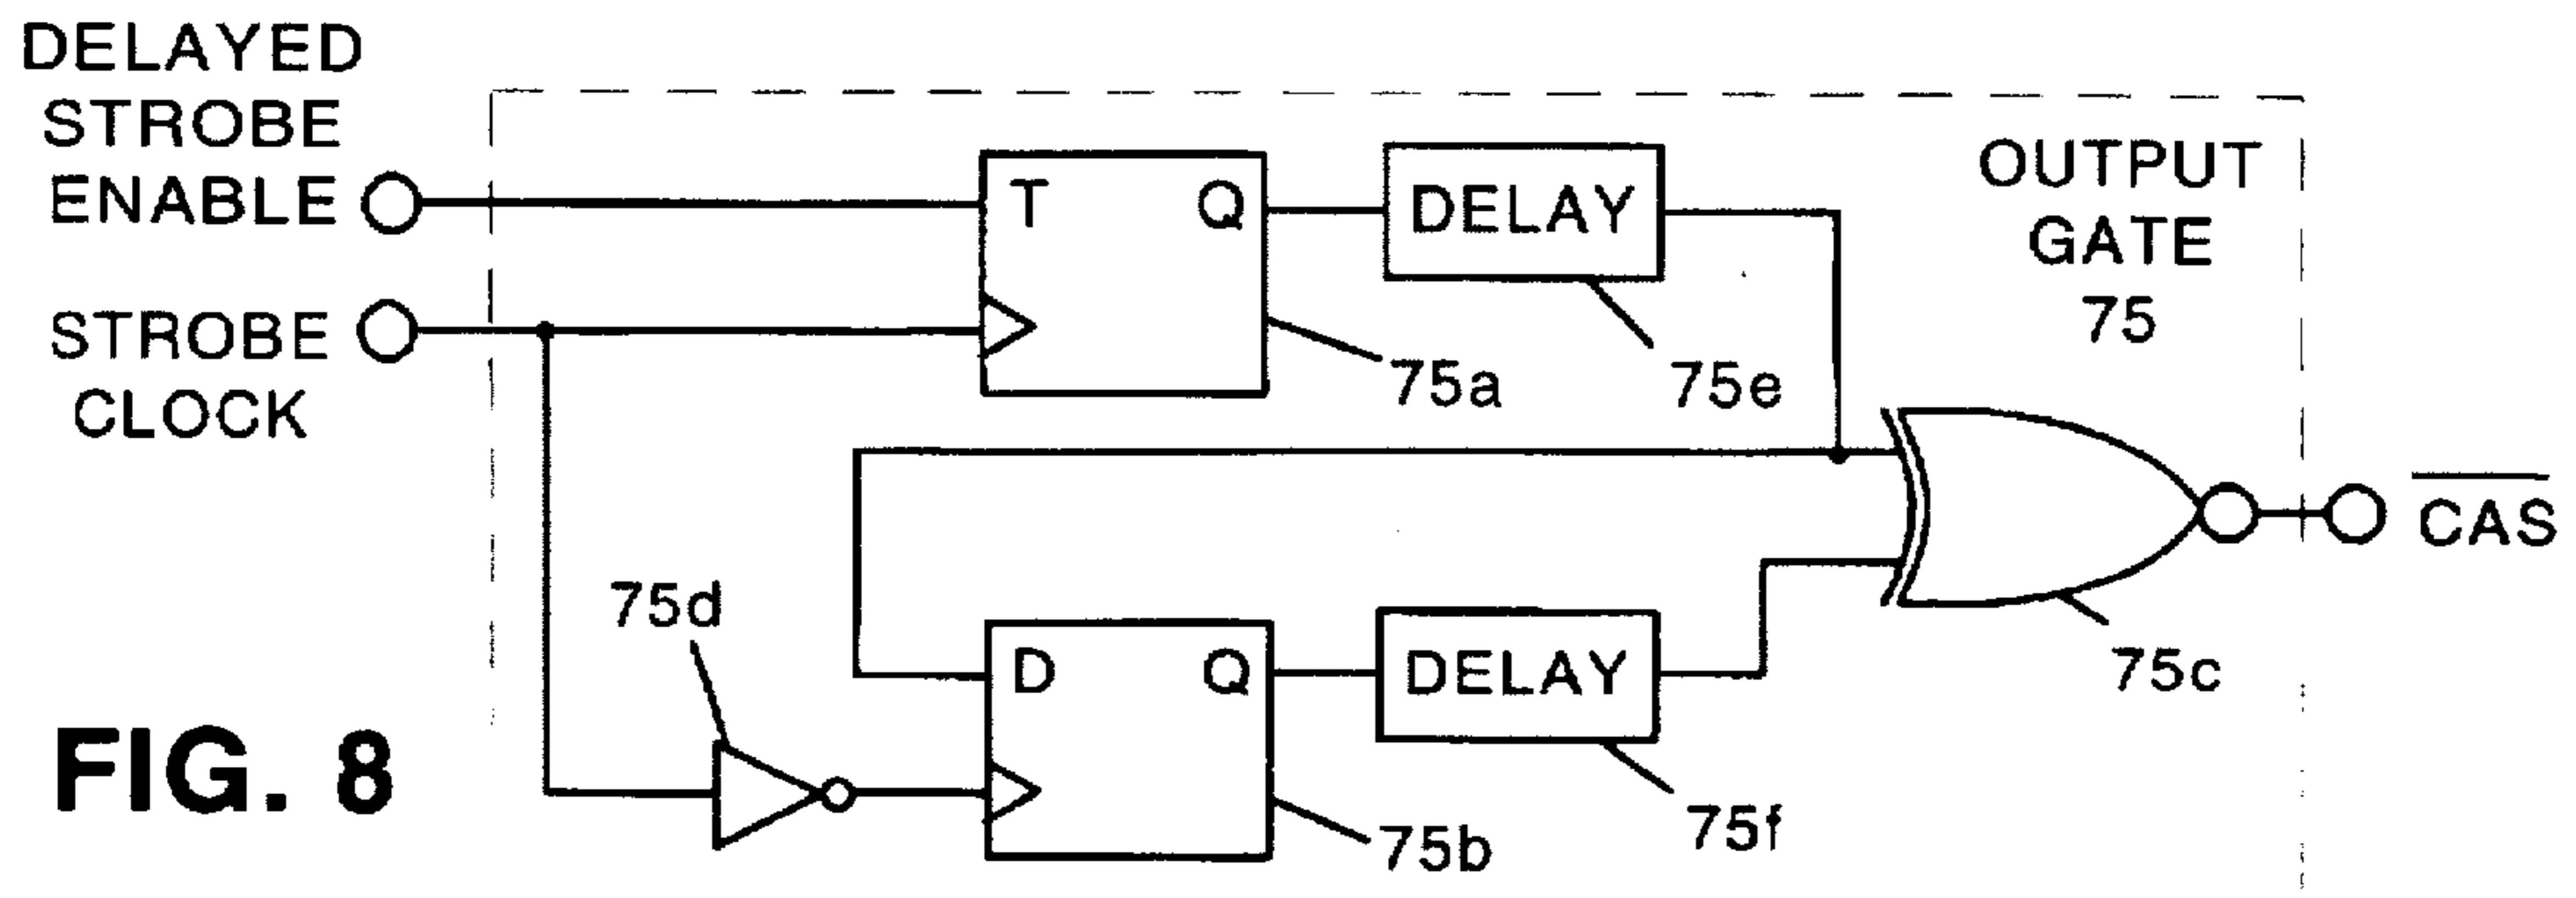 DELAYED
STROBE
ENABLE
STROBE
CLOCK
T Q
DELAY
OUTPUT
GATE
75
75a
75e
CAS
75d
D Q
DELAY
75c
75b
75f
FIG. 8